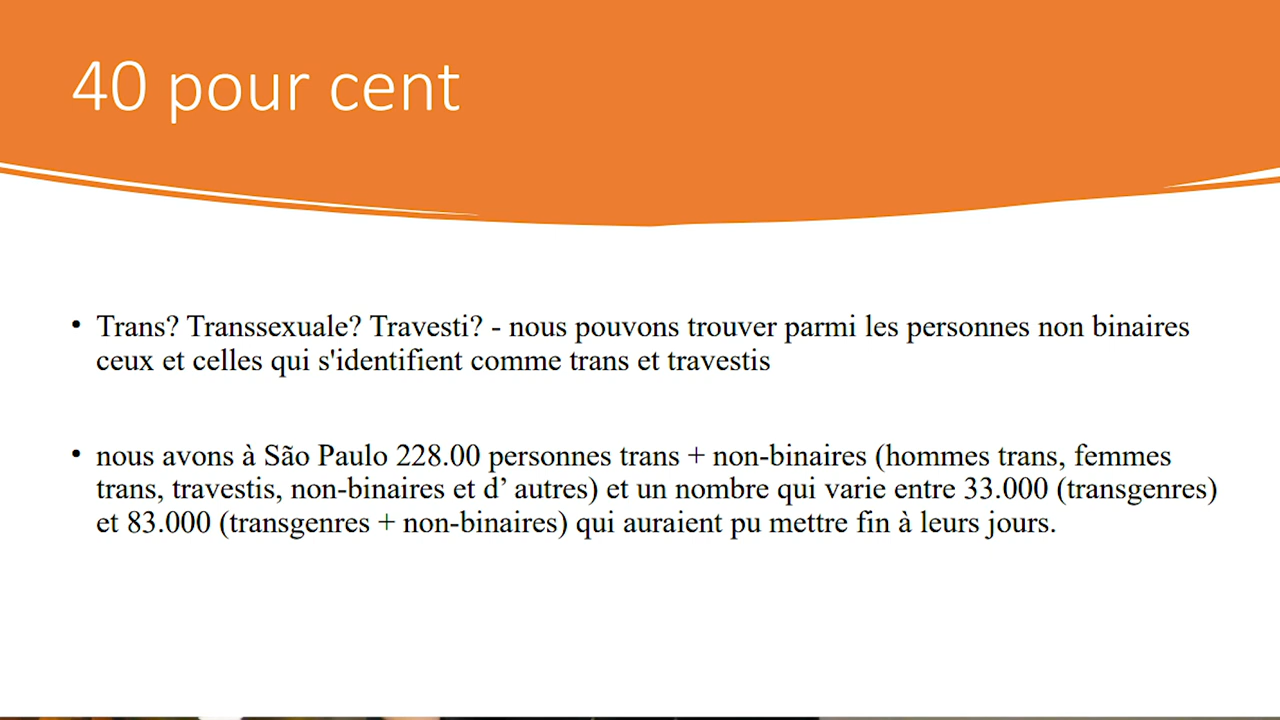 40 pour cent
• Trans? Transsexuale? Travesti? - nous pouvons trouver parmi les personnes non binaires
ceux et celles qui s'identifient comme trans et travestis
• nous avons à São Paulo 228.00 personnes trans + non-binaires (hommes trans, femmes
trans, travestis, non-binaires et d’ autres) et un nombre qui varie entre 33.000 (transgenres)
et 83.000 (transgenres + non-binaires) qui auraient pu mettre fin à leurs jours.